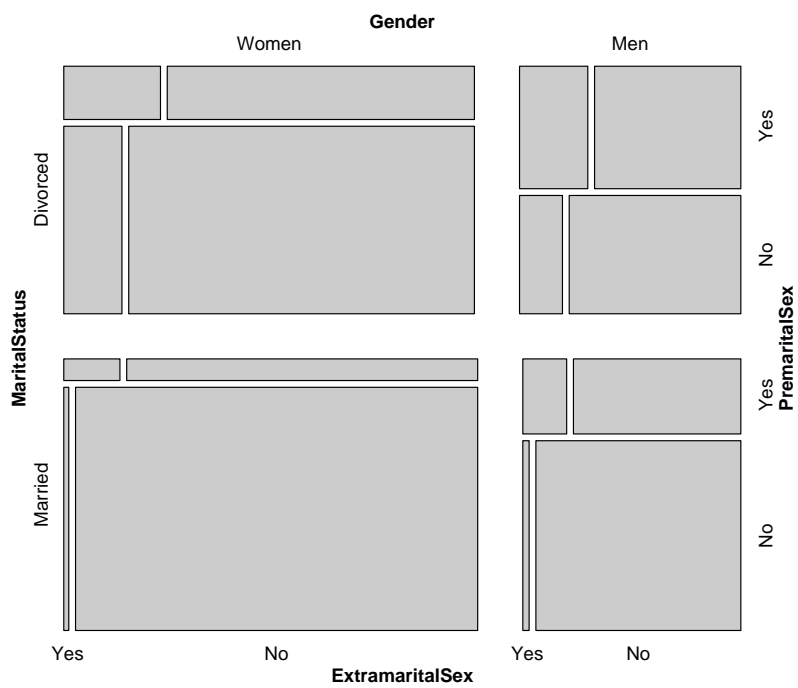 Gender
Women Men
MaritalStatus
Divorced
Married
Yes
No
Yes
No
PremaritalSex
Yes No Yes No
ExtramaritalSex